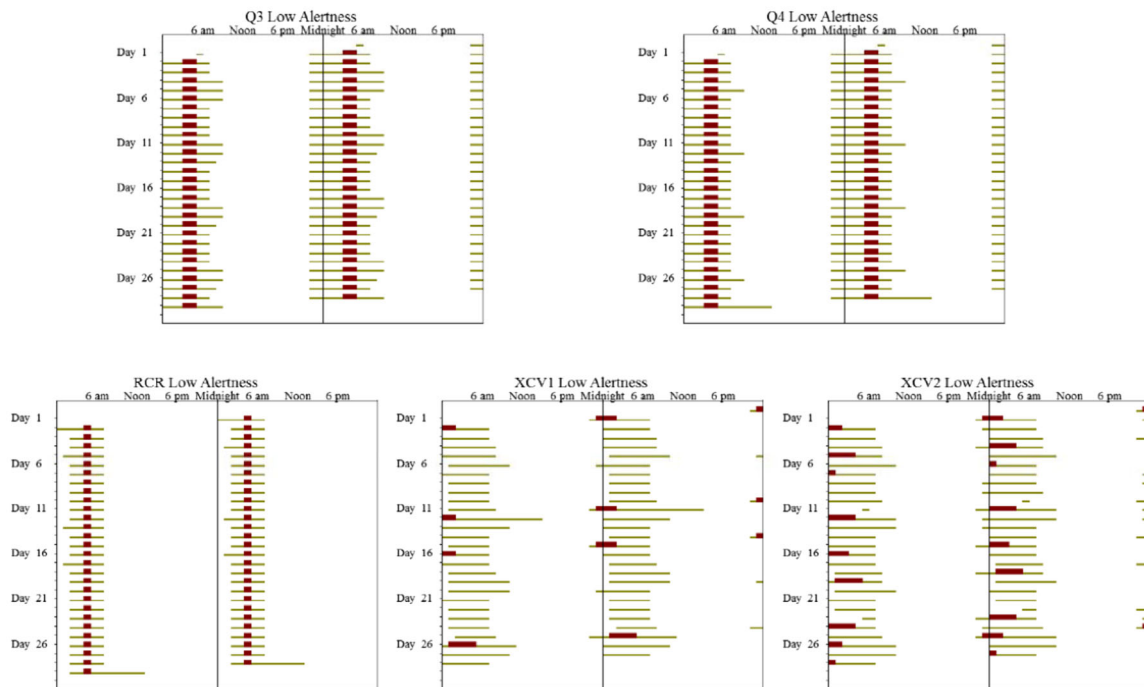 Q3 Low Alertness
6 am Noon 6 pm Midnight 6 am Noon 6 pm
Day 1
Day 6
Day 11
Day 16
Day 21
Day 26
Q4 Low Alertness
6 am Noon 6 pm Midnight 6 am Noon 6 pm
Day 1
Day 6
Day 11
Day 16
Day 21
Day 26
RCR Low Alertness
6 am Noon 6 pm Midnight 6 am Noon 6 pm
Day 1
Day 6
Day 11
Day 16
Day 21
Day 26
XCV1 Low Alertness
6 am Noon 6 pm Midnight 6 am Noon 6 pm
Day 1
Day 6
Day 11
Day 16
Day 21
Day 26
XCV2 Low Alertness
6 am Noon 6 pm Midnight 6 am Noon 6 pm
Day 1
Day 6
Day 11
Day 16
Day 21
Day 26